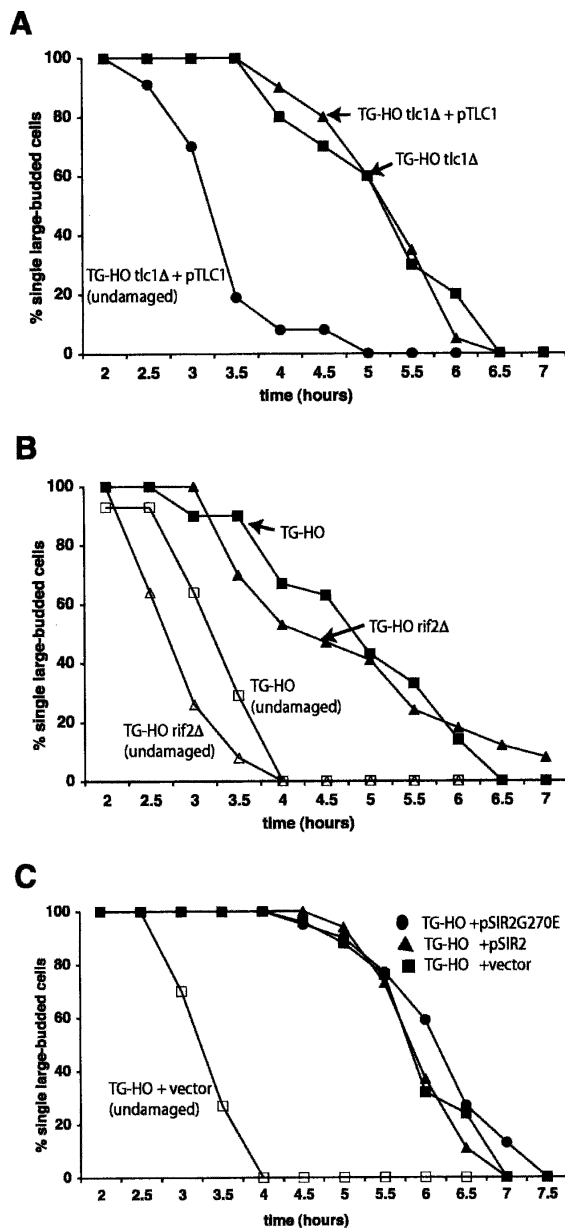 A
% single large-budded cells
100
80
60
40
20
0
TG-HO tlc1Δ + pTLC1
TG-HO tlc1Δ
TG-HO tlc1Δ + pTLC1
(undamaged)
2 2.5 3 3.5 4 4.5 5 5.5 6 6.5 7
time (hours)
B
% single large-budded cells
100
80
60
40
20
0
TG-HO
TG-HO rif2Δ
TG-HO
(undamaged)
TG-HO rif2Δ
(undamaged)
2 2.5 3 3.5 4 4.5 5 5.5 6 6.5 7
time (hours)
C
% single large-budded cells
100
80
60
40
20
0
TG-HO +pSIR2G270E
TG-HO +pSIR2
TG-HO +vector
TG-HO + vector
(undamaged)
2 2.5 3 3.5 4 4.5 5 5.5 6 6.5 7 7.5
time (hours)